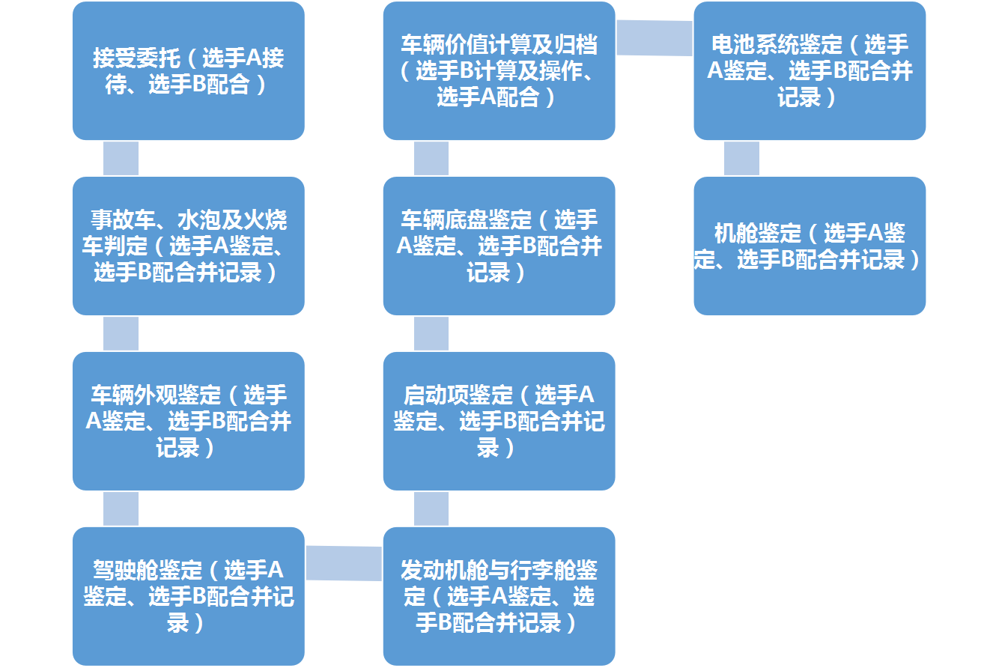 接受委托（选手A接
待、选手B配合）
事故车、水泡及火烧
车判定（选手A鉴定、
选手B配合并记录）
车辆外观鉴定（选手
A鉴定、选手B配合并
记录）
驾驶舱鉴定（选手A
鉴定、选手B配合并记
录）
发动机舱与行李舱鉴
定（选手A鉴定、选
手B配合并记录）
启动项鉴定（选手A
鉴定、选手B配合并记
录）
车辆底盘鉴定（选手
A鉴定、选手B配合并
记录）
车辆价值计算及归档
（选手B计算及操作、
选手A配合）
电池系统鉴定（选手
A鉴定、选手B配合并
记录）
机舱鉴定（选手A鉴
定、选手B配合并记录）